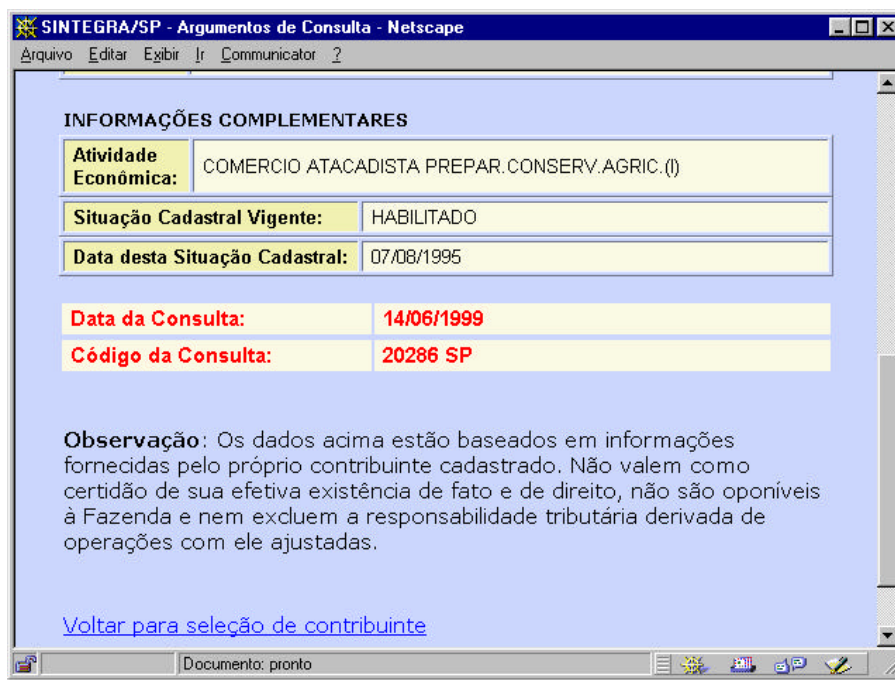 SINTEGRA/SP - Argumentos de Consulta - Netscape
Arquivo Editar Exibir Ir Communicator ?
INFORMAÇÕES COMPLEMENTARES
Atividade
Econômica: COMERCIO ATACADISTA PREPAR.CONSERV.AGRIC.(I)
Situação Cadastral Vigente: HABILITADO
Data desta Situação Cadastral: 07/08/1995
Data da Consulta: 14/06/1999
Código da Consulta: 20286 SP
Observação: Os dados acima estão baseados em informações
fornecidas pelo próprio contribuinte cadastrado. Não valem como
certidão de sua efetiva existência de fato e de direito, não são oponíveis
à Fazenda e nem excluem a responsabilidade tributária derivada de
operações com ele ajustadas.
Voltar para seleção de contribuinte
Documento: pronto